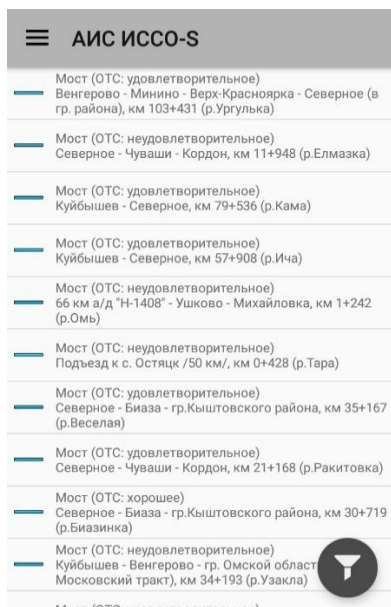 АИС ИССО-S
Мост (ОТС: удовлетворительное)
Венгерово - Минино - Верх-Красноярка - Северное (в
гр. района), км 103+431 (р.Ургулька)
Мост (ОТС: неудовлетворительное)
Северное - Чуваши - Кордон, км 11+948 (р.Елмазка)
Мост (ОТС: удовлетворительное)
Куйбышев - Северное, км 79+536 (р.Кама)
Мост (ОТС: удовлетворительное)
Куйбышев - Северное, км 57+908 (р.Ича)
Мост (ОТС: неудовлетворительное)
66 км а/д "Н-1408" - Ушково - Михайловка, км 1+242
(р.Омь)
Мост (ОТС: неудовлетворительное)
Подъезд к с. Остяцк /50 км/, км 0+428 (р.Тара)
Мост (ОТС: удовлетворительное)
Северное - Биаза - гр.Кыштовского района, км 35+167
(р.Веселая)
Мост (ОТС: удовлетворительное)
Северное - Чуваши - Кордон, км 21+168 (р.Ракитовка)
Мост (ОТС: хорошее)
Северное - Биаза - гр.Кыштовского района, км 30+719
(р.Биазинка)
Мост (ОТС: неудовлетворительное)
Куйбышев - Венгерово - гр. Омской област
Московский тракт), км 34+193 (р.Узакла)